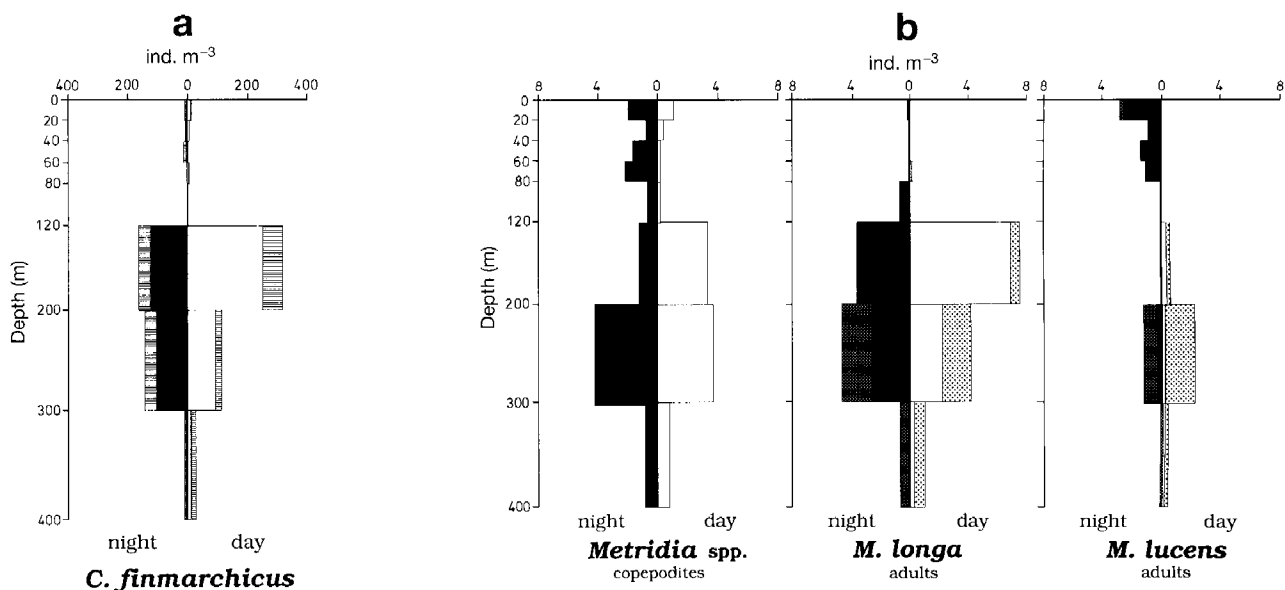 a
ind. m⁻³
400 200 0 200 400
0
20
40
60
80
120
200
300
400
Depth (m)
night day
C. finmarchicus
b
ind. m⁻³
8 4 0 4 8 4 0 4 8 4 0 4 8
0
20
40
60
80
120
200
300
400
Depth (m)
night day night day night day
Metridia spp. M. longa M. lucens
copepodites adults adults